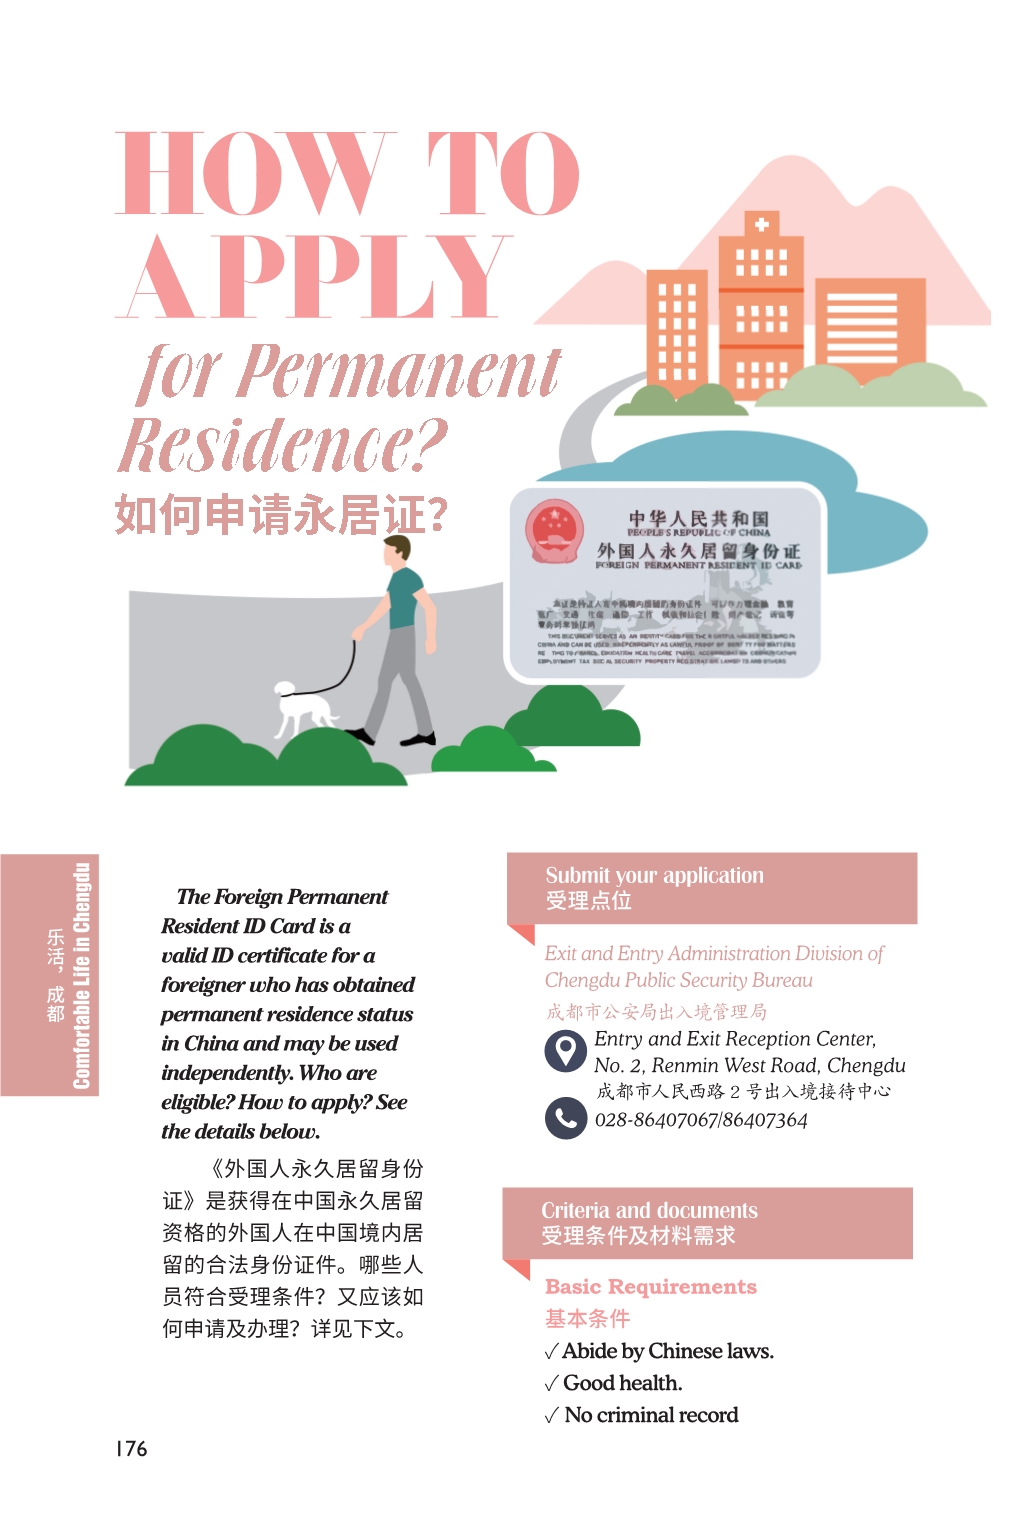 HOW TO
APPLY
for Permanent
Residence?
如何申请永居证？
中华人民共和国
PEOPLE'S REPUBLIC OF CHINA
外国人永久居留身份证
FOREIGN PERMANENT RESIDENT ID CARD
乐活，成都
Comfortable Life in Chengdu
The Foreign Permanent
Resident ID Card is a
valid ID certificate for a
foreigner who has obtained
permanent residence status
in China and may be used
independently. Who are
eligible? How to apply? See
the details below.
《外国人永久居留身份
证》是获得在中国永久居留
资格的外国人在中国境内居
留的合法身份证件。哪些人
员符合受理条件？又应该如
何申请及办理？详见下文。
Submit your application
受理点位
Exit and Entry Administration Division of
Chengdu Public Security Bureau
成都市公安局出入境管理局
Entry and Exit Reception Center,
No. 2, Renmin West Road, Chengdu
成都市人民西路 2 号出入境接待中心
028-86407067/86407364
Criteria and documents
受理条件及材料需求
Basic Requirements
基本条件
✓ Abide by Chinese laws.
✓ Good health.
✓ No criminal record
176